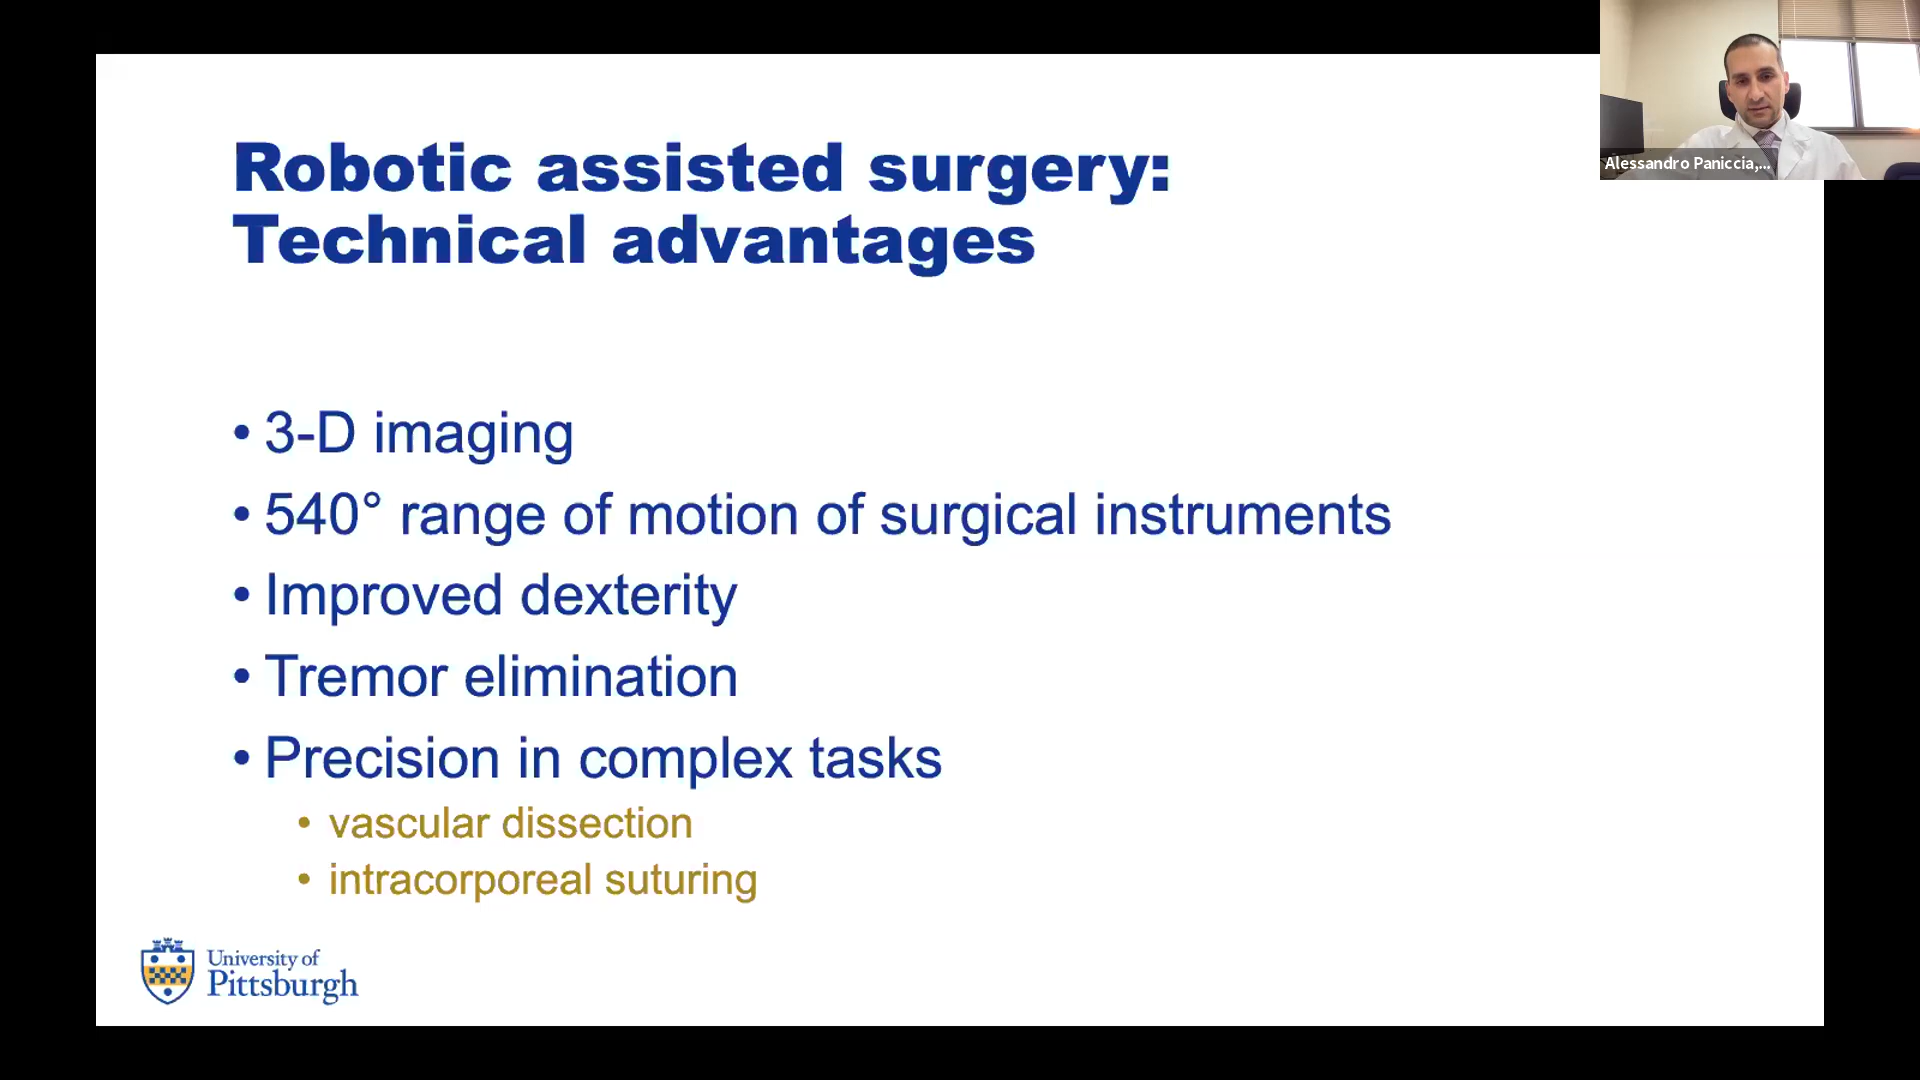 Robotic assisted surgery:
Technical advantages
• 3-D imaging
• 540° range of motion of surgical instruments
• Improved dexterity
• Tremor elimination
• Precision in complex tasks
• vascular dissection
• intracorporeal suturing
University of
Pittsburgh
Alessandro Paniccia,...